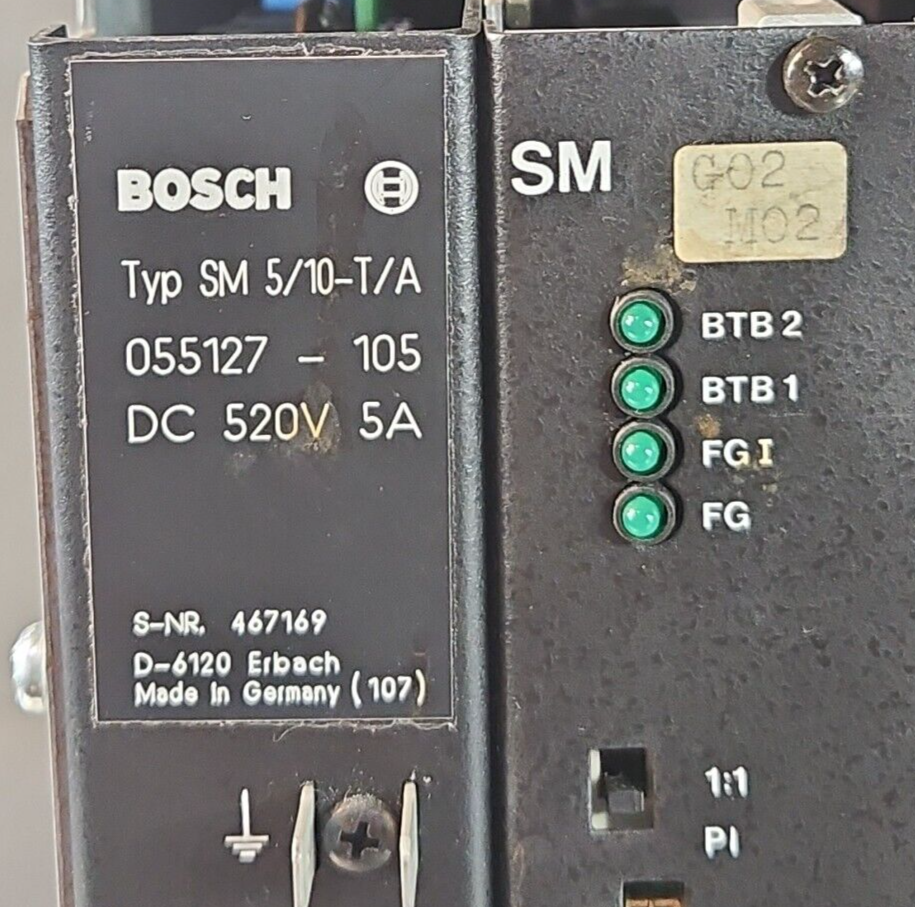 BOSCH
Typ SM 5/10-T/A
055127 - 105
DC 520V 5A
S-NR. 467169
D-6120 Erbach
Made in Germany (107)
SM
G02
M02
BTB 2
BTB 1
FG I
FG
1:1
PI